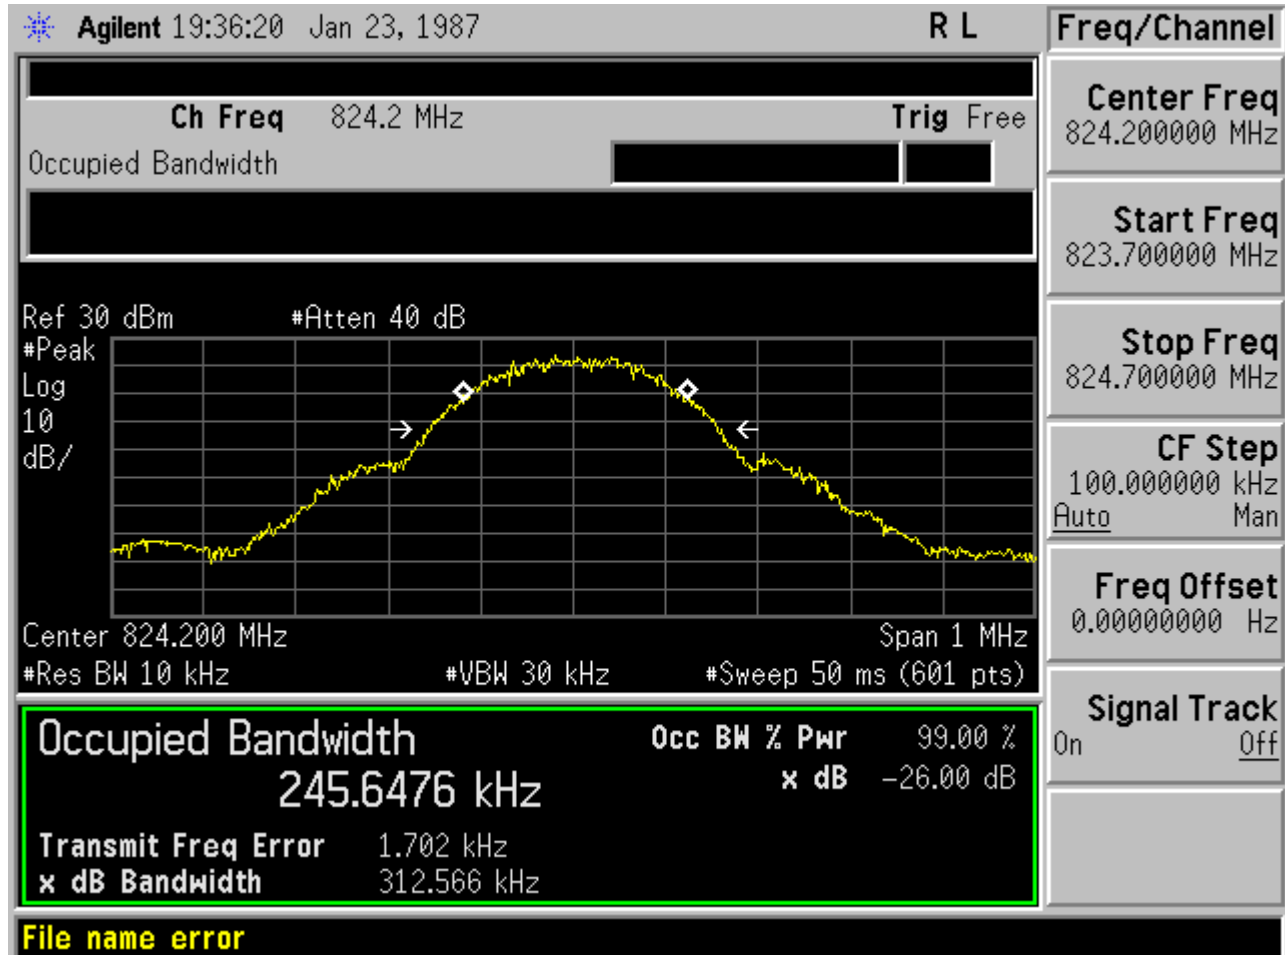 Agilent 19:36:20 Jan 23, 1987 R L
Freq/Channel
Ch Freq 824.2 MHz Trig Free
Occupied Bandwidth
Center Freq
824.200000 MHz
Start Freq
823.700000 MHz
Stop Freq
824.700000 MHz
CF Step
100.000000 kHz
Auto Man
Freq Offset
0.00000000 Hz
Signal Track
On Off
Ref 30 dBm #Atten 40 dB
#Peak
Log
10
dB/
Center 824.200 MHz Span 1 MHz
#Res BW 10 kHz #VBW 30 kHz #Sweep 50 ms (601 pts)
Occupied Bandwidth Occ BW % Pwr 99.00 %
245.6476 kHz x dB -26.00 dB
Transmit Freq Error 1.702 kHz
x dB Bandwidth 312.566 kHz
File name error